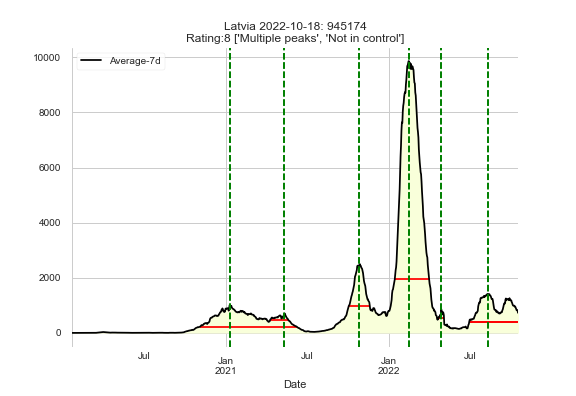 Latvia 2022-10-18: 945174
Rating:8 ['Multiple peaks', 'Not in control']
Average-7d
10000
8000
6000
4000
2000
0
Jul
Jan
2021
Jul
Jan
2022
Jul
Date